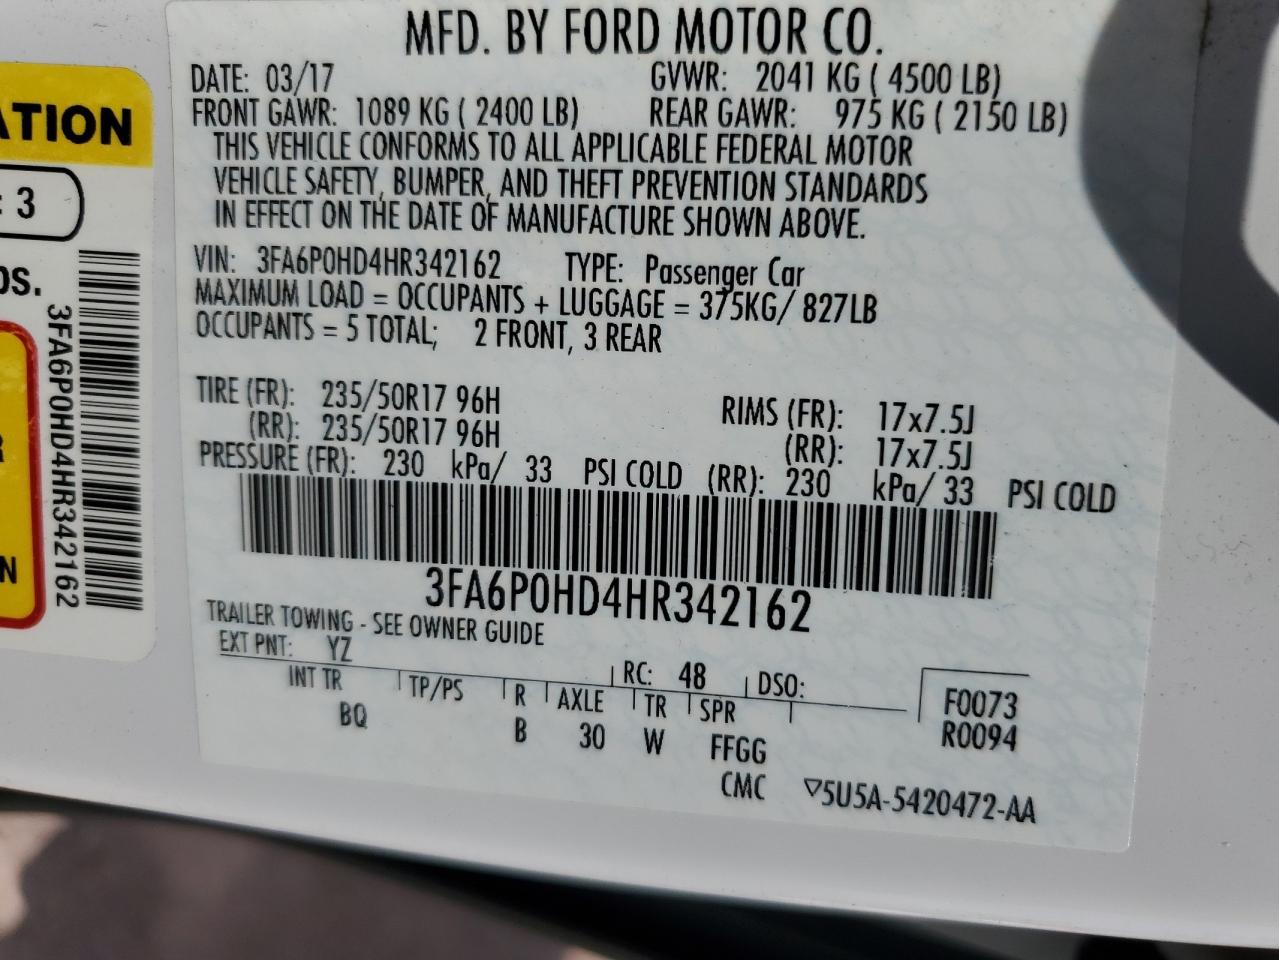 MFD. BY FORD MOTOR CO.
DATE: 03/17 GVWR: 2041 KG ( 4500 LB)
FRONT GAWR: 1089 KG ( 2400 LB) REAR GAWR: 975 KG ( 2150 LB)
THIS VEHICLE CONFORMS TO ALL APPLICABLE FEDERAL MOTOR
VEHICLE SAFETY, BUMPER, AND THEFT PREVENTION STANDARDS
IN EFFECT ON THE DATE OF MANUFACTURE SHOWN ABOVE.
VIN: 3FA6P0HD4HR342162 TYPE: Passenger Car
MAXIMUM LOAD = OCCUPANTS + LUGGAGE = 375KG/ 827LB
OCCUPANTS = 5 TOTAL; 2 FRONT, 3 REAR
TIRE (FR): 235/50R17 96H RIMS (FR): 17x7.5J
(RR): 235/50R17 96H (RR): 17x7.5J
PRESSURE (FR): 230 kPa/ 33 PSI COLD (RR): 230 kPa/ 33 PSI COLD
3FA6P0HD4HR342162
TRAILER TOWING - SEE OWNER GUIDE
EXT PNT: YZ RC: 48 DSO:
INT TR TP/PS R AXLE TR SPR F0073
BQ B 30 W FFGG R0094
CMC ▽5U5A-5420472-AA
ATION
: 3
OS.
3FA6P0HD4HR342162
R
N